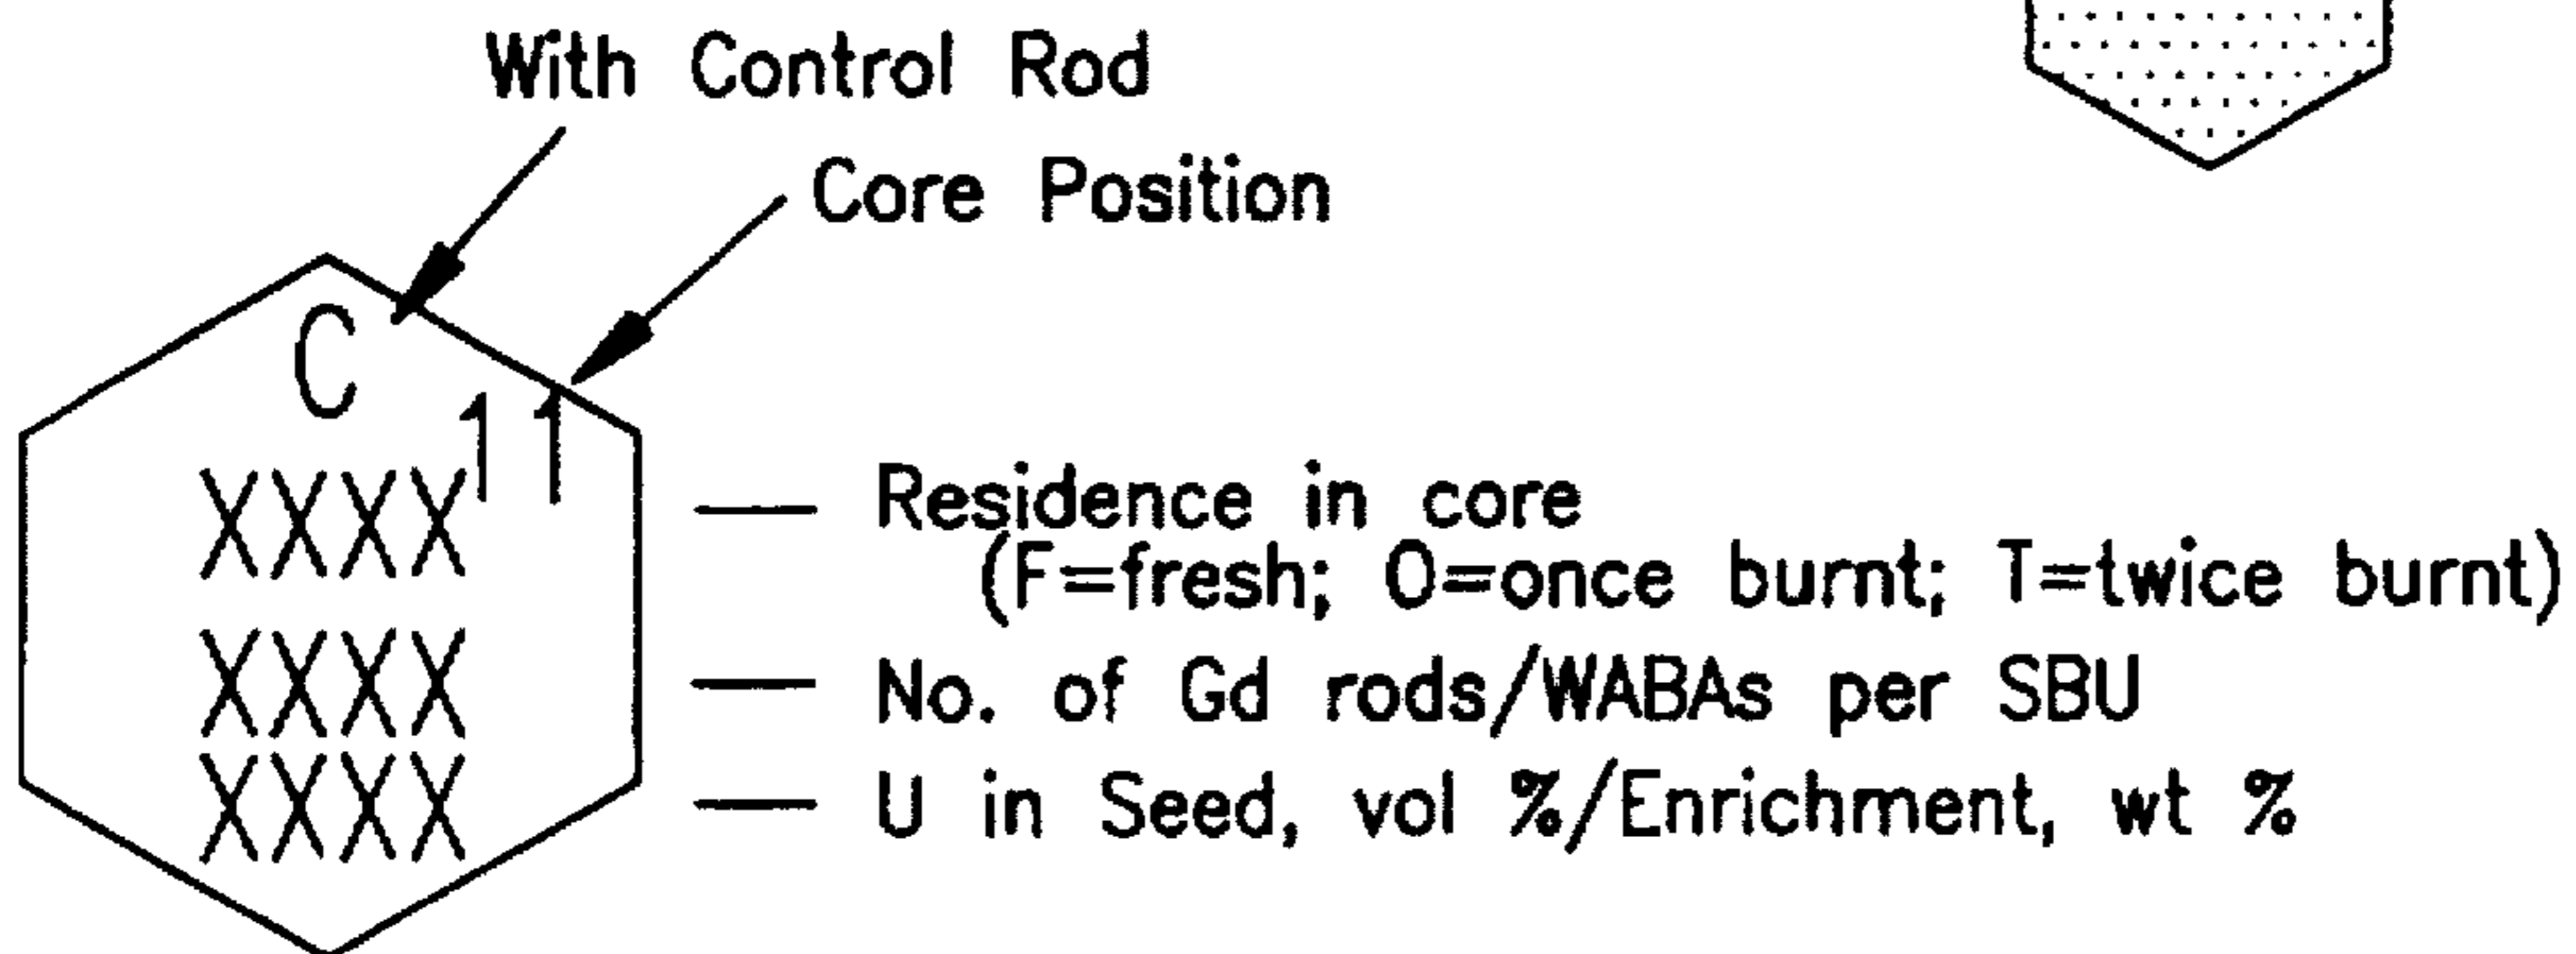 With Control Rod
Core Position
C
11
XXXX
Residence in core
(F=fresh; O=once burnt; T=twice burnt)
XXXX
No. of Gd rods/WABAs per SBU
XXXX
U in Seed, vol %/Enrichment, wt %